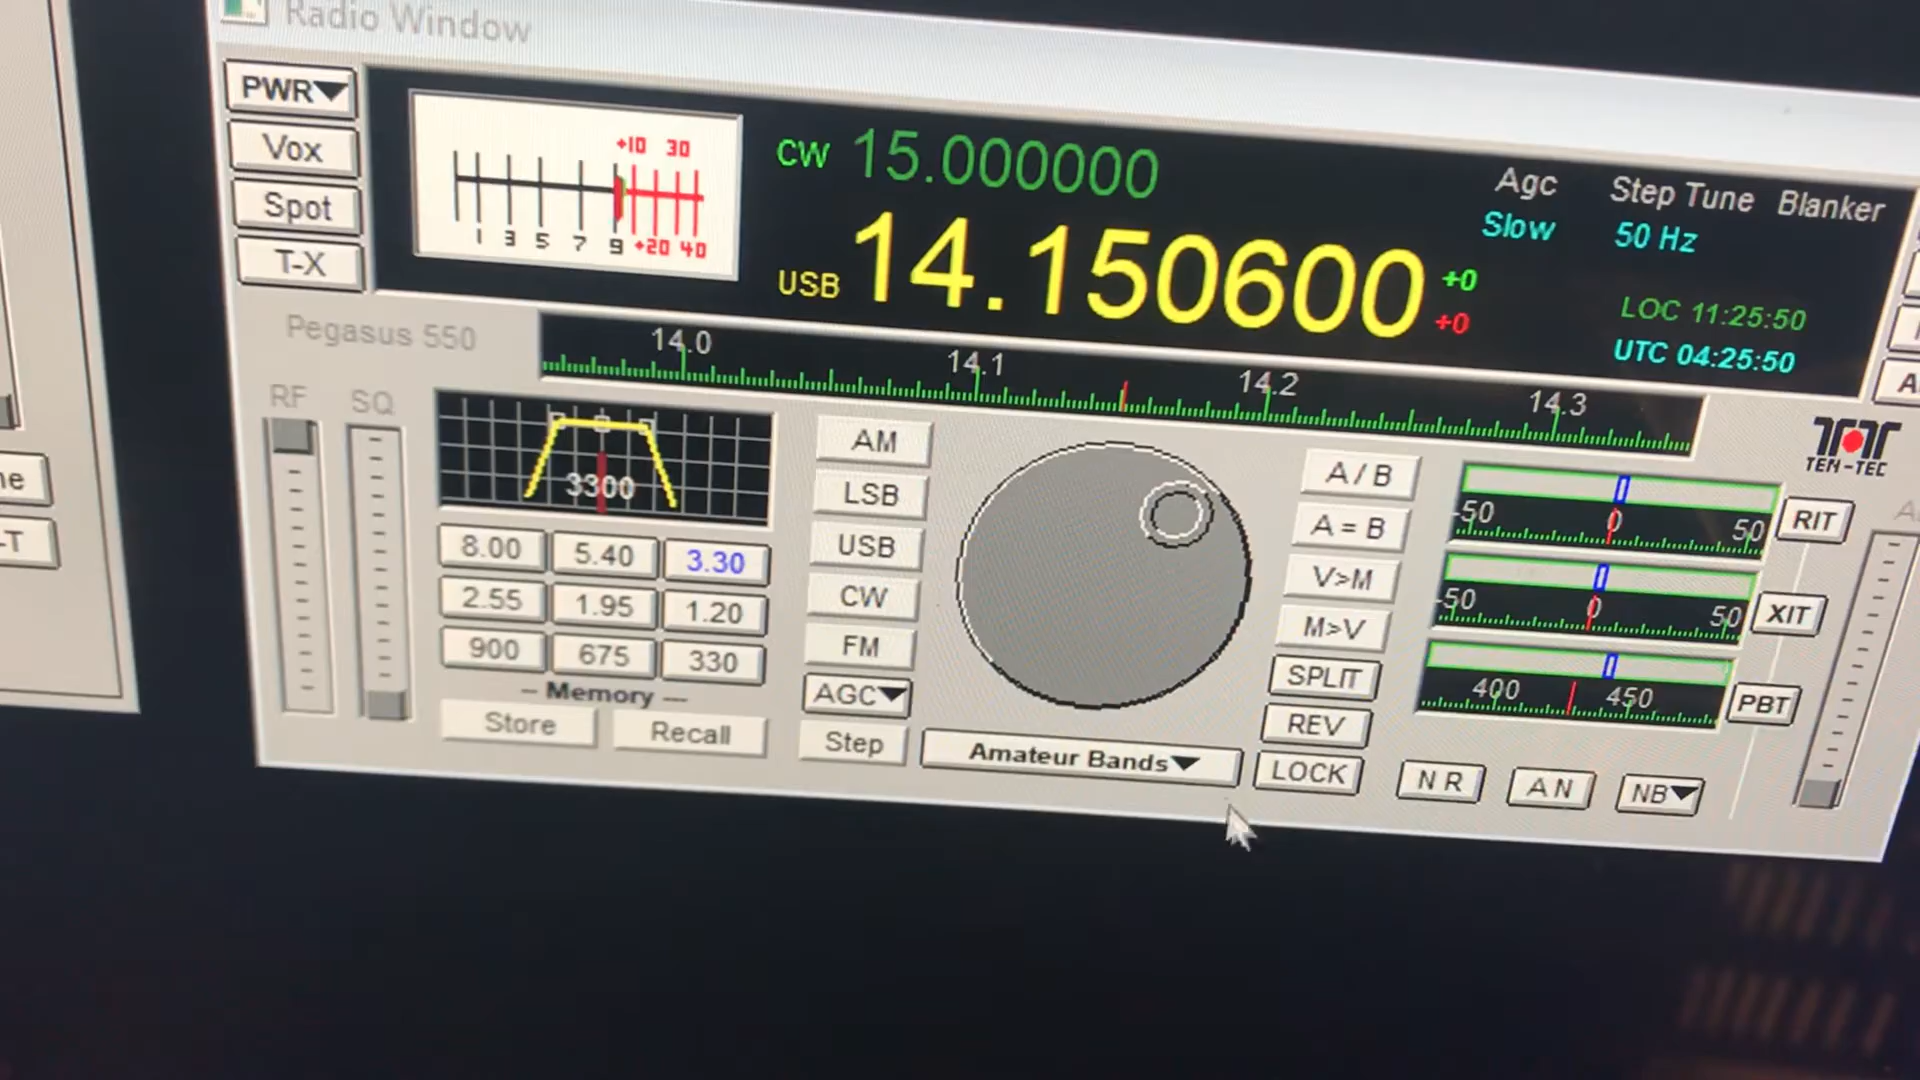 Radio Window
PWR
Vox
Spot
T-X
+10 30
1 3 5 7 9 +20 40
CW 15.000000
USB 14.150600
+0
+0
Agc
Slow
Step Tune
50 Hz
Blanker
LOC 11:25:50
UTC 04:25:50
Pegasus 550
14.0 14.1 14.2 14.3
TEN-TEC
RF SQ
3300
8.00 5.40 3.30
2.55 1.95 1.20
900 675 330
-- Memory --
Store Recall
AM
LSB
USB
CW
FM
AGC
Step
Amateur Bands
A / B
A = B
V>M
M>V
SPLIT
REV
LOCK
-50 0 50 RIT
-50 0 50 XIT
400 450 PBT
N R A N NB